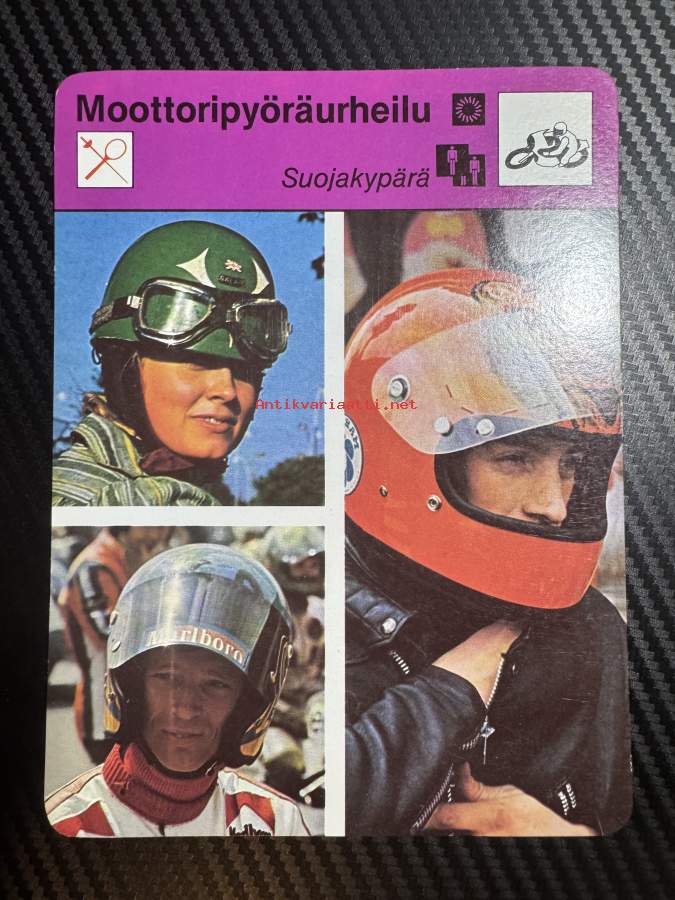 Moottoripyöräurheilu
Suojakypärä
Antikvariaatti.net
Marlboro